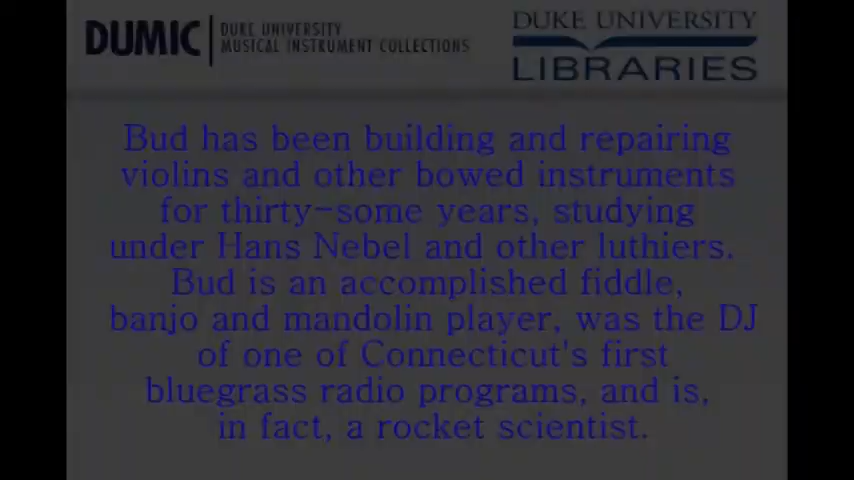 DUMIC
DUKE UNIVERSITY
MUSICAL INSTRUMENT COLLECTIONS
DUKE UNIVERSITY
LIBRARIES
Bud has been building and repairing
violins and other bowed instruments
for thirty-some years, studying
under Hans Nebel and other luthiers.
Bud is an accomplished fiddle,
banjo and mandolin player, was the DJ
of one of Connecticut's first
bluegrass radio programs, and is,
in fact, a rocket scientist.